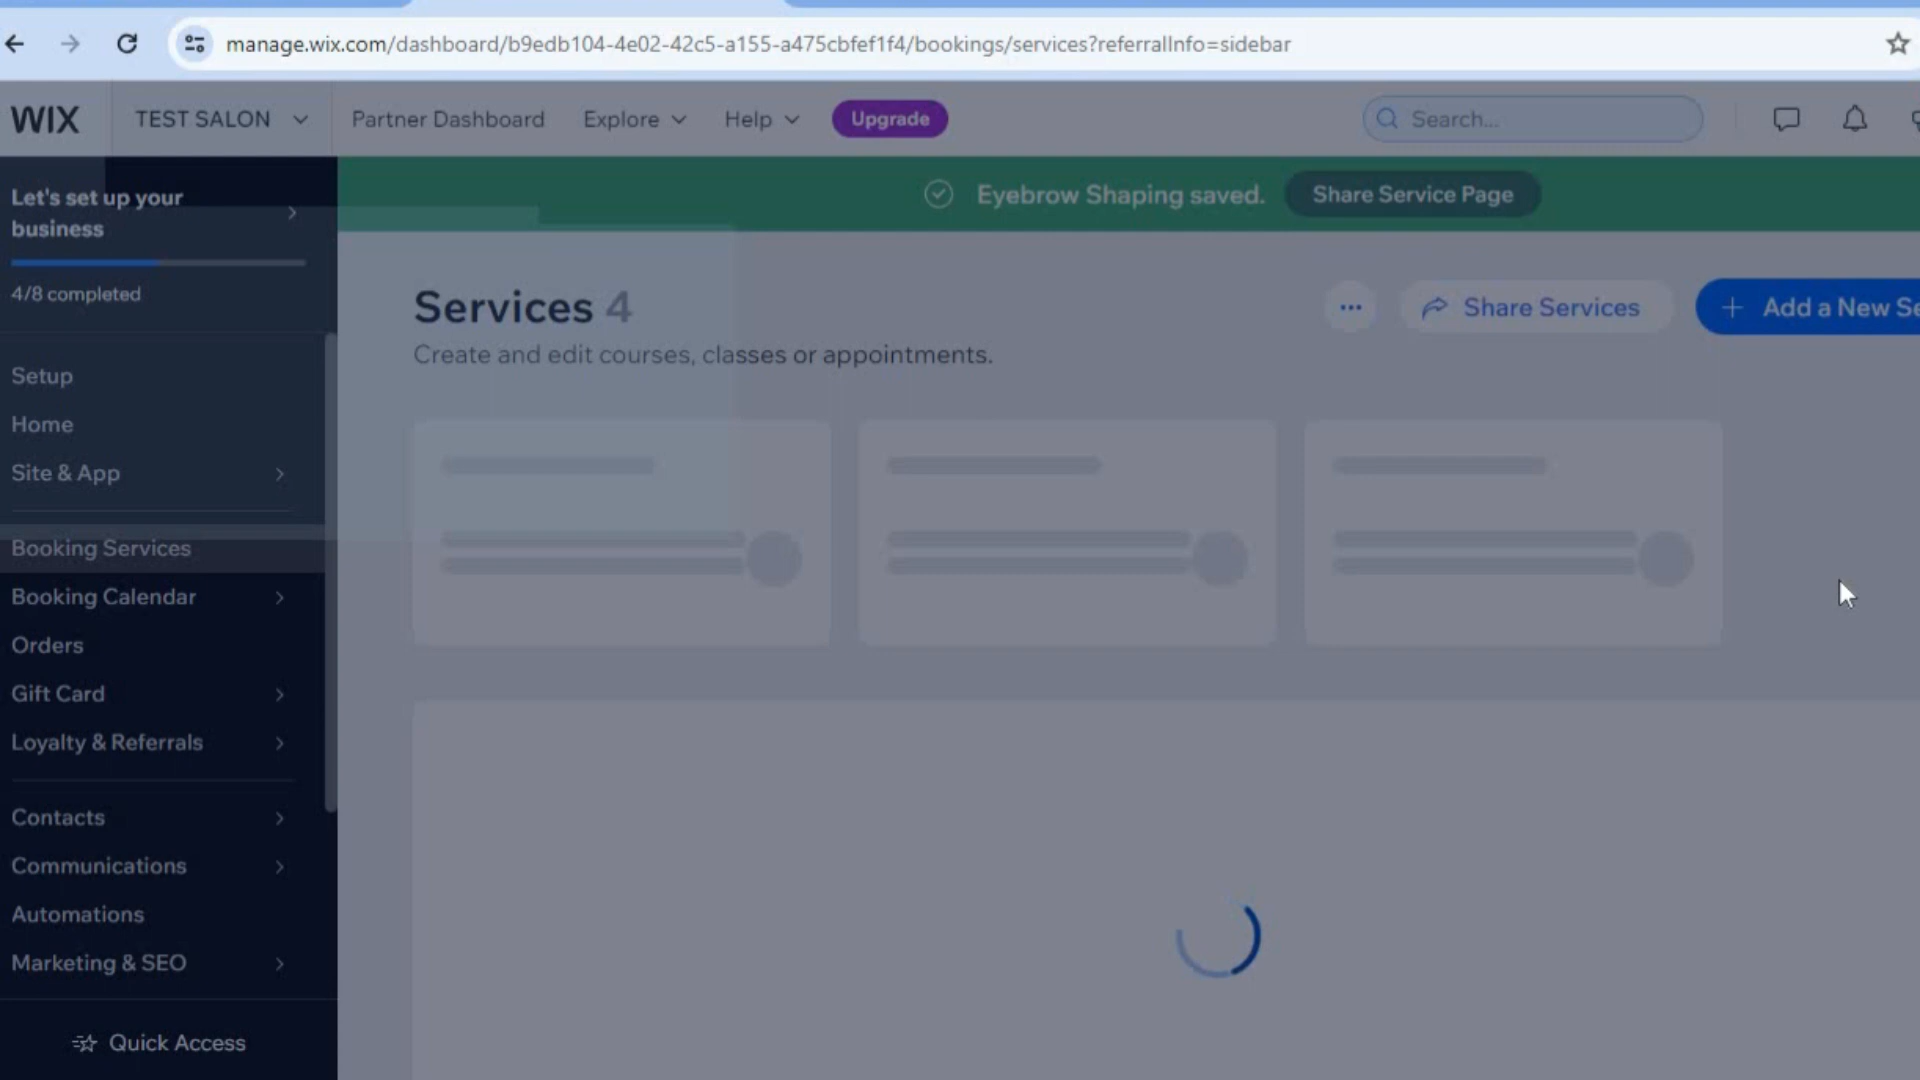 manage.wix.com/dashboard/b9edb104-4e02-42c5-a155-a475cbfef1f4/bookings/services?referralInfo=sidebar
WIX
TEST SALON
Partner Dashboard
Explore
Help
Upgrade
Search...
Let's set up your
business
4/8 completed
Setup
Home
Site & App
Booking Services
Booking Calendar
Orders
Gift Card
Loyalty & Referrals
Contacts
Communications
Automations
Marketing & SEO
Quick Access
Eyebrow Shaping saved.
Share Service Page
Services 4
Create and edit courses, classes or appointments.
Share Services
+ Add a New Se